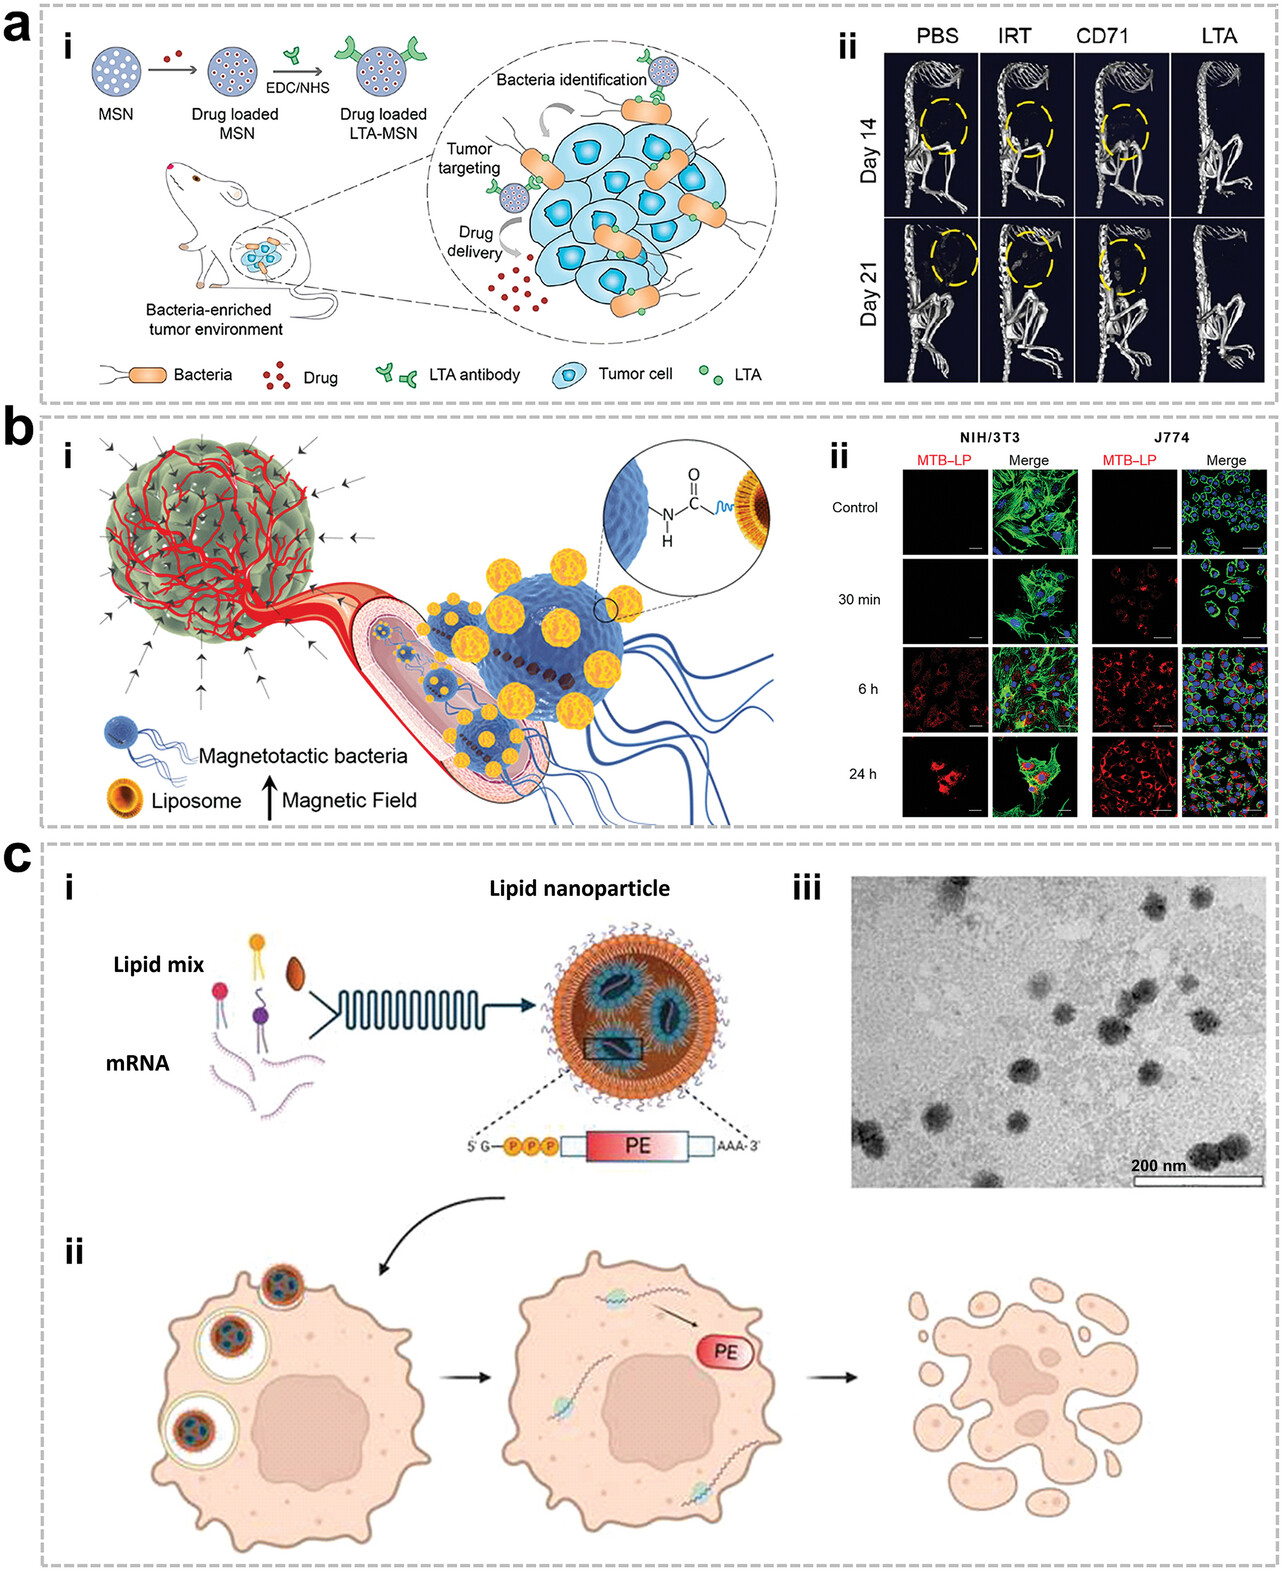 a
i
MSN
Drug loaded
MSN
EDC/NHS
Drug loaded
LTA-MSN
Bacteria identification
Tumor
targeting
Drug
delivery
Bacteria-enriched
tumor environment
Bacteria
Drug
LTA antibody
Tumor cell
LTA
ii
PBS
IRT
CD71
LTA
Day 14
Day 21
b
i
O
C
N
H
Magnetotactic bacteria
Liposome
Magnetic Field
ii
NIH/3T3
J774
MTB–LP
Merge
MTB–LP
Merge
Control
30 min
6 h
24 h
c
i
Lipid nanoparticle
Lipid mix
mRNA
5' G
P P P
PE
AAA-3'
iii
200 nm
ii
PE